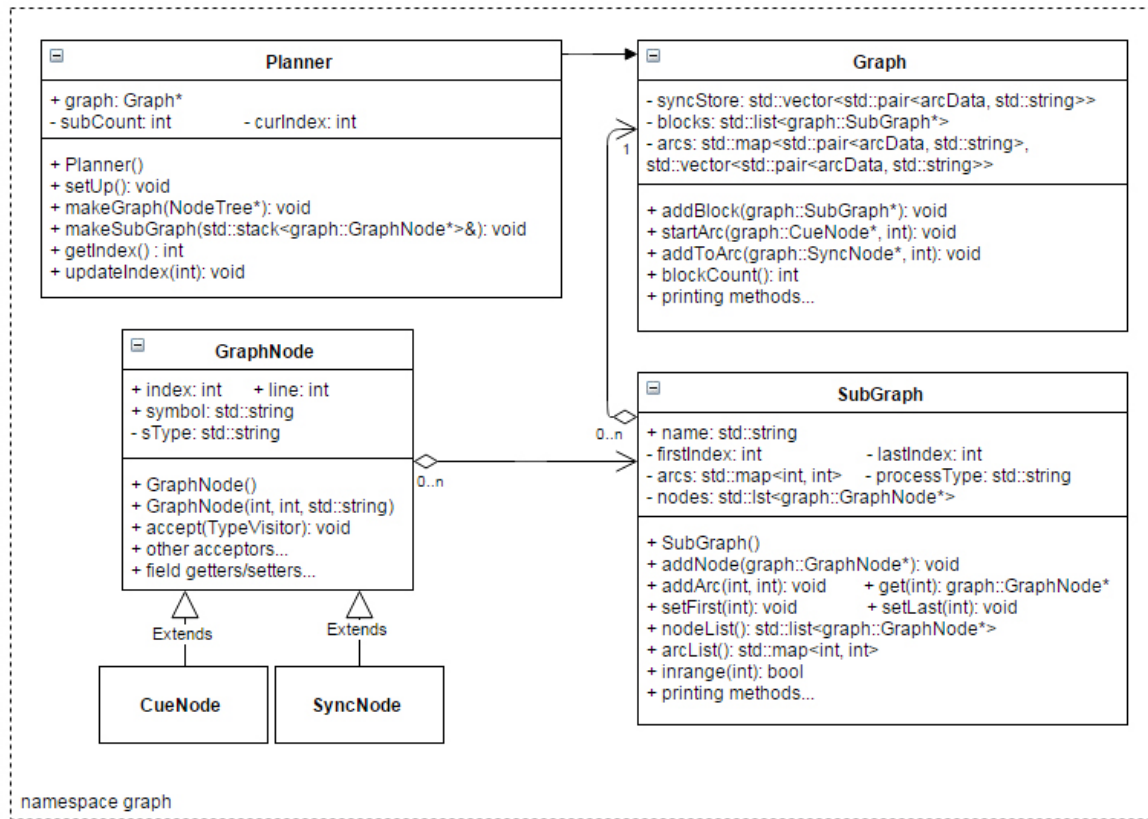 Planner
+ graph: Graph*
- subCount: int - curIndex: int
+ Planner()
+ setUp(): void
+ makeGraph(NodeTree*): void
+ makeSubGraph(std::stack<graph::GraphNode*>&): void
+ getIndex() : int
+ updateIndex(int): void
Graph
- syncStore: std::vector<std::pair<arcData, std::string>>
- blocks: std::list<graph::SubGraph*>
- arcs: std::map<std::pair<arcData, std::string>,
std::vector<std::pair<arcData, std::string>>
+ addBlock(graph::SubGraph*): void
+ startArc(graph::CueNode*, int): void
+ addToArc(graph::SyncNode*, int): void
+ blockCount(): int
+ printing methods...
1
GraphNode
+ index: int + line: int
+ symbol: std::string
- sType: std::string
+ GraphNode()
+ GraphNode(int, int, std::string)
+ accept(TypeVisitor): void
+ other acceptors...
+ field getters/setters...
0..n
0..n
SubGraph
+ name: std::string
- firstIndex: int - lastIndex: int
- arcs: std::map<int, int> - processType: std::string
- nodes: std::lst<graph::GraphNode*>
+ SubGraph()
+ addNode(graph::GraphNode*): void
+ addArc(int, int): void + get(int): graph::GraphNode*
+ setFirst(int): void + setLast(int): void
+ nodeList(): std::list<graph::GraphNode*>
+ arcList(): std::map<int, int>
+ inrange(int): bool
+ printing methods...
Extends
Extends
CueNode
SyncNode
namespace graph